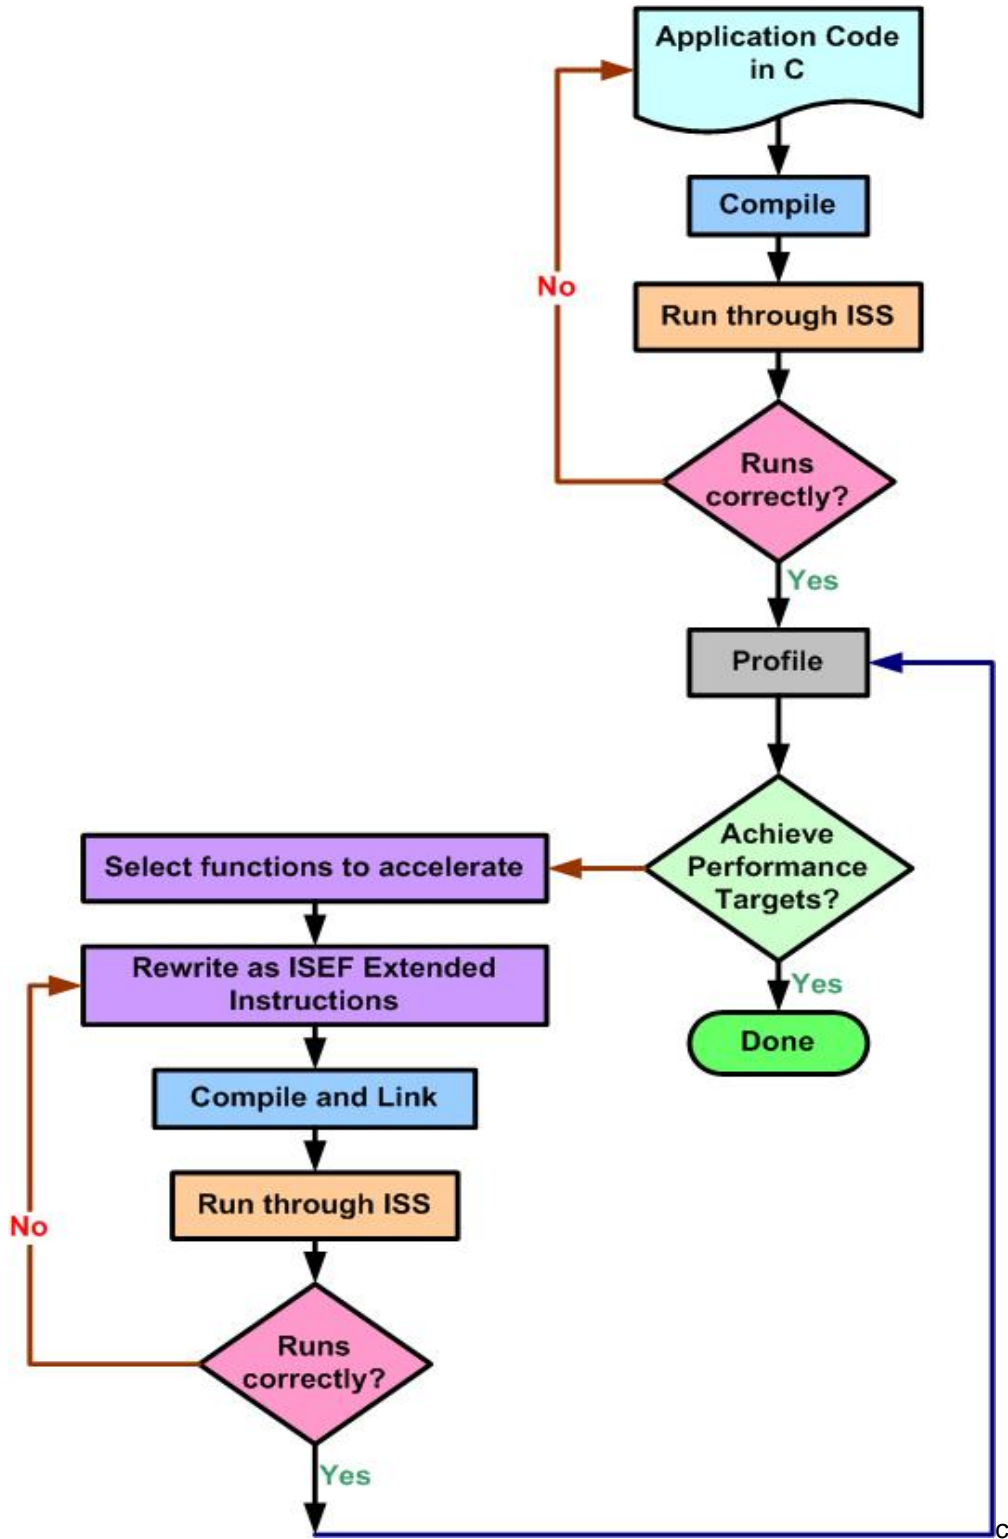 Application Code
in C
Compile
No
Run through ISS
Runs
correctly?
Yes
Profile
Achieve
Performance
Targets?
Select functions to accelerate
Rewrite as ISEF Extended
Instructions
Yes
Done
Compile and Link
Run through ISS
No
Runs
correctly?
Yes
c